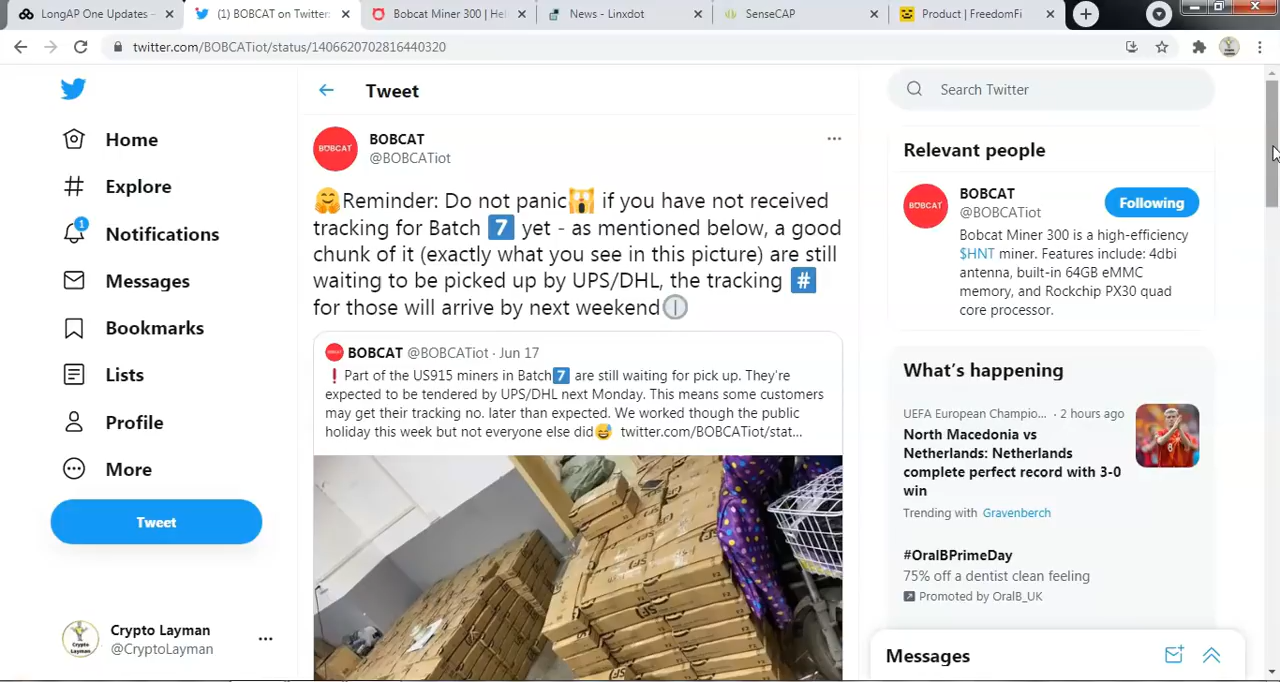 LongAP One Updates -
(1) BOBCAT on Twitter:
Bobcat Miner 300 | Hel
News - Linxdot
SenseCAP
Product | FreedomFi
twitter.com/BOBCATiot/status/1406620702816440320
Home
Explore
1
Notifications
Messages
Bookmarks
Lists
Profile
More
Tweet
Crypto Layman
@CryptoLayman
Tweet
BOBCAT
BOBCAT
@BOBCATiot
🤗Reminder: Do not panic🙀 if you have not received
tracking for Batch 7️⃣ yet - as mentioned below, a good
chunk of it (exactly what you see in this picture) are still
waiting to be picked up by UPS/DHL, the tracking #️⃣
for those will arrive by next weekend
BOBCAT @BOBCATiot · Jun 17
❗Part of the US915 miners in Batch7️⃣ are still waiting for pick up. They're
expected to be tendered by UPS/DHL next Monday. This means some customers
may get their tracking no. later than expected. We worked though the public
holiday this week but not everyone else did😅 twitter.com/BOBCATiot/stat...
Search Twitter
Relevant people
BOBCAT
BOBCAT
@BOBCATiot
Following
Bobcat Miner 300 is a high-efficiency
$HNT miner. Features include: 4dbi
antenna, built-in 64GB eMMC
memory, and Rockchip PX30 quad
core processor.
What's happening
UEFA European Champio... · 2 hours ago
North Macedonia vs
Netherlands: Netherlands
complete perfect record with 3-0
win
Trending with Gravenberch
#OralBPrimeDay
75% off a dentist clean feeling
Promoted by OralB_UK
Messages